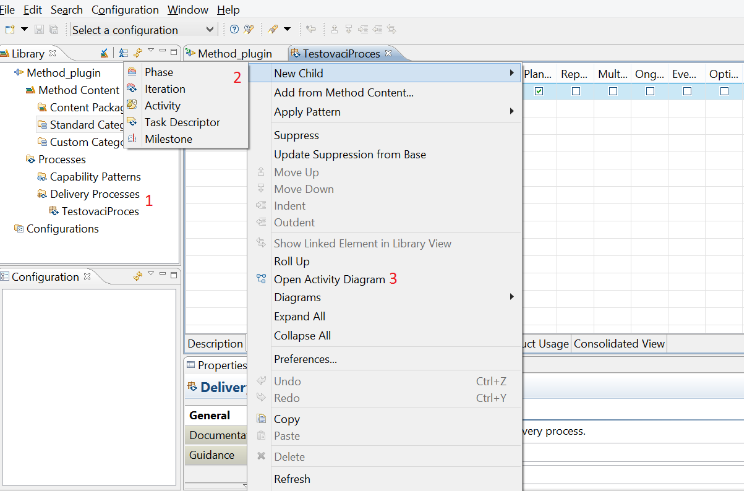 File Edit Search Configuration Window Help
Select a configuration
Library
Method_plugin
TestovaciProces
Method_plugin
Method Content
Content Packag
Standard Categ
Custom Catego
Processes
Capability Patterns
Delivery Processes 1
TestovaciProces
Configurations
Phase 2
Iteration
Activity
Task Descriptor
Milestone
New Child
Add from Method Content...
Apply Pattern
Suppress
Update Suppression from Base
Move Up
Move Down
Indent
Outdent
Show Linked Element in Library View
Roll Up
Open Activity Diagram 3
Diagrams
Expand All
Collapse All
Preferences...
Undo Ctrl+Z
Redo Ctrl+Y
Copy
Paste
Delete
Refresh
Plan... Rep... Mult... Ong... Eve... Opti...
Configuration
Description
uct Usage Consolidated View
Properties
Deliver
General
Documenta
Guidance
very process.